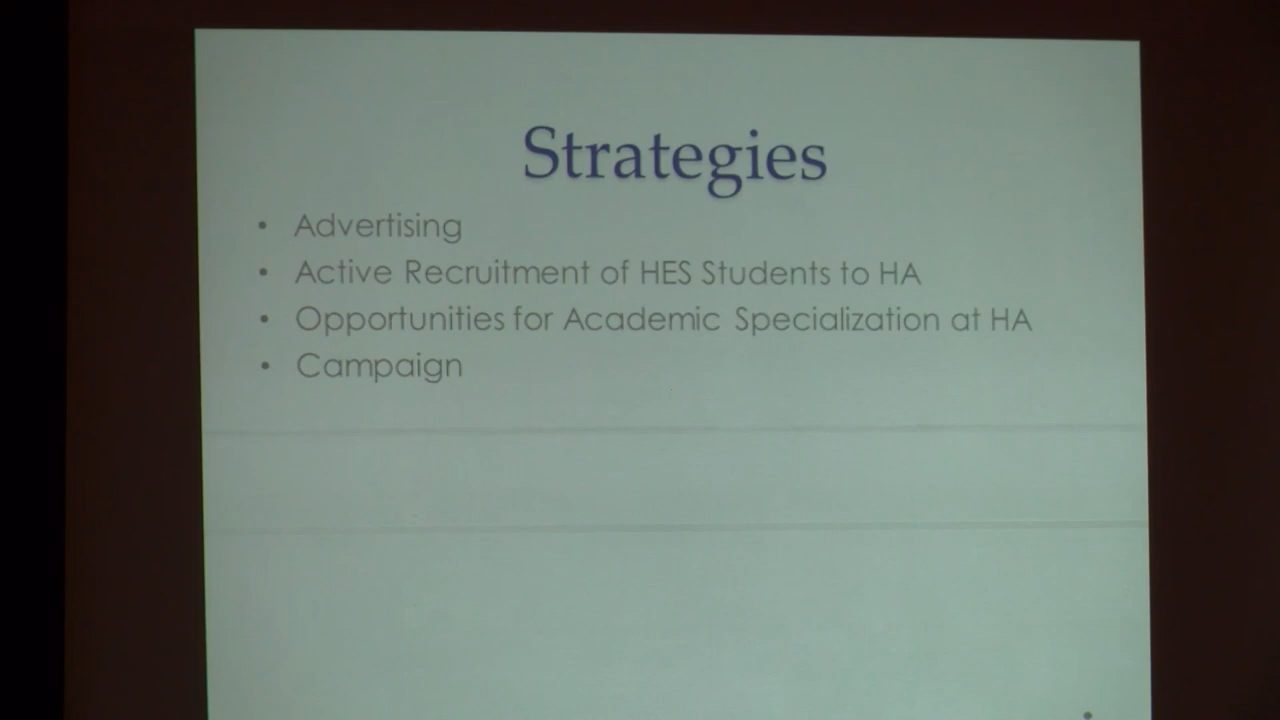 Strategies
• Advertising
• Active Recruitment of HES Students to HA
• Opportunities for Academic Specialization at HA
• Campaign